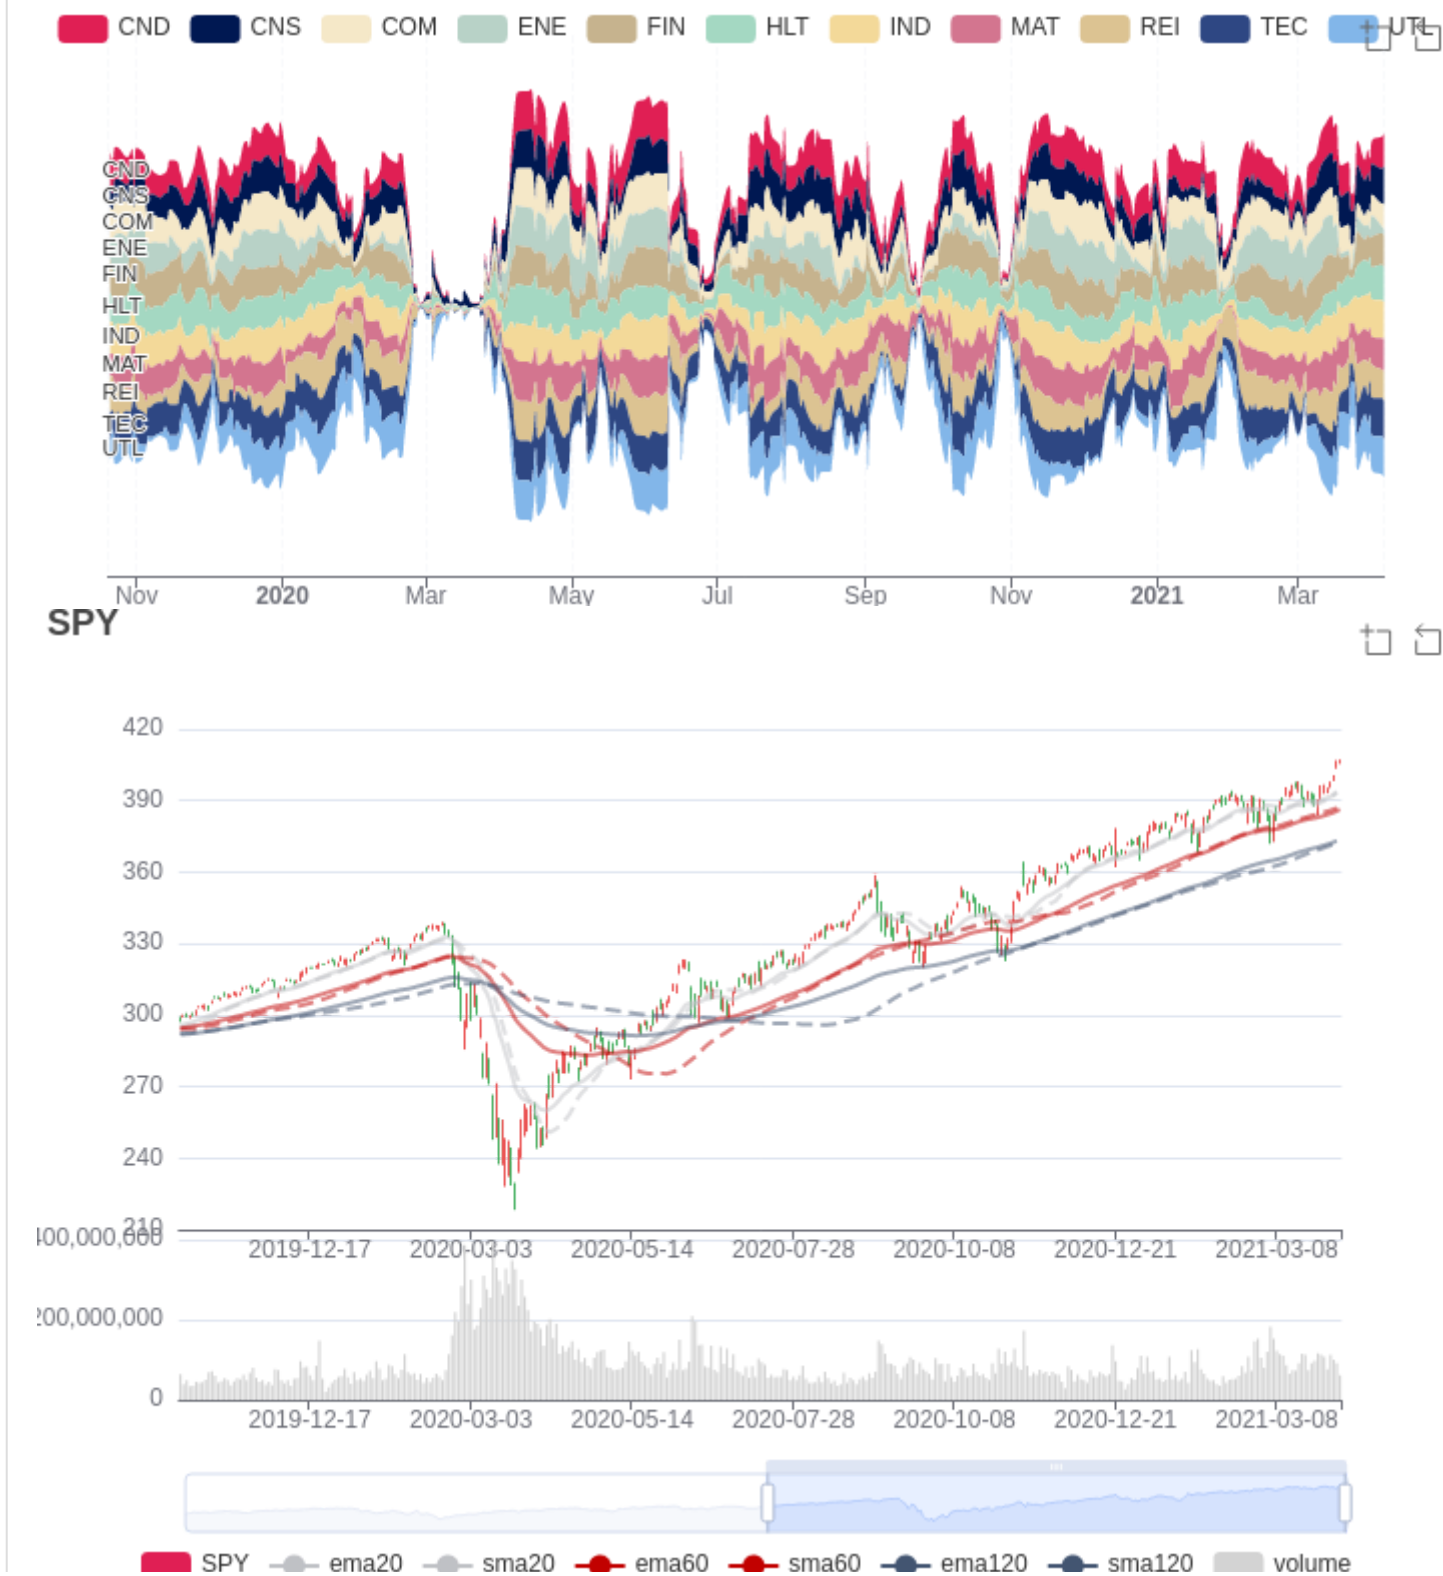 CND CNS COM ENE FIN HLT IND MAT REI TEC UTL
CND
CNS
COM
ENE
FIN
HLT
IND
MAT
REI
TEC
UTL
Nov 2020 Mar May Jul Sep Nov 2021 Mar
SPY
420
390
360
330
300
270
240
210
2019-12-17 2020-03-03 2020-05-14 2020-07-28 2020-10-08 2020-12-21 2021-03-08
400,000,000
200,000,000
0
2019-12-17 2020-03-03 2020-05-14 2020-07-28 2020-10-08 2020-12-21 2021-03-08
SPY ema20 sma20 ema60 sma60 ema120 sma120 volume